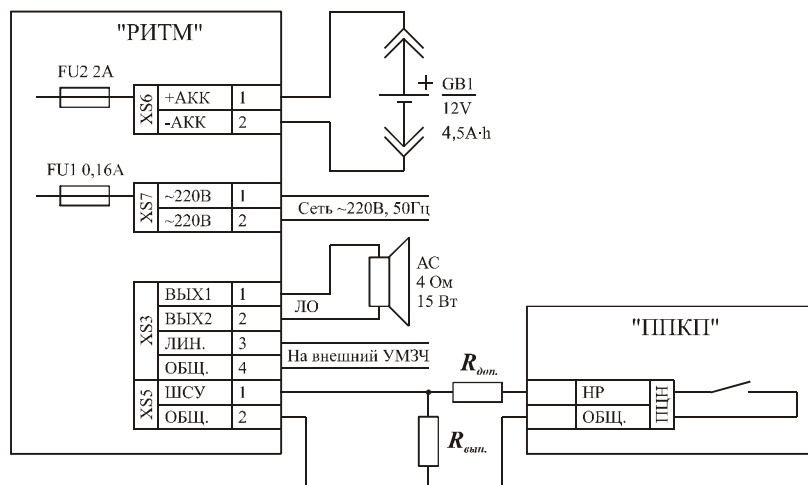 "РИТМ"
FU2 2A
XS6
+АКК 1
-АКК 2
GB1
12V
4,5A·h
FU1 0,16A
XS7
~220В 1
~220В 2
Сеть ~220В, 50Гц
XS3
ВЫХ1 1
ВЫХ2 2
ЛИН. 3
ОБЩ. 4
ЛО
АС
4 Ом
15 Вт
На внешний УМЗЧ
XS5
ШСУ 1
ОБЩ. 2
Rдоп.
Rвып.
"ППКП"
НР
ОБЩ.
ПЦН
+